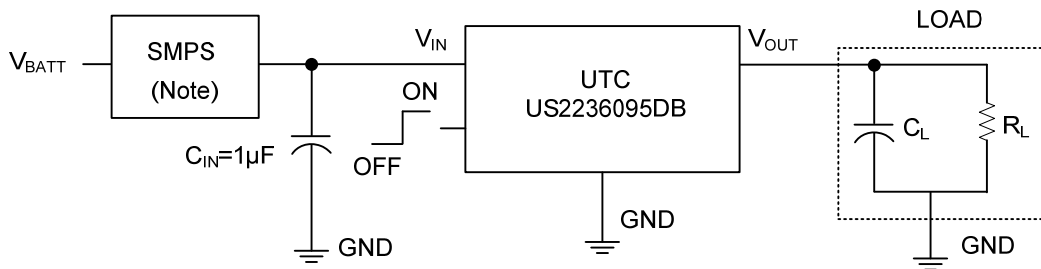 LOAD
V_BATT
SMPS
(Note)
V_IN
UTC
US2236095DB
V_OUT
ON
OFF
C_IN=1µF
C_L
R_L
GND
GND
GND